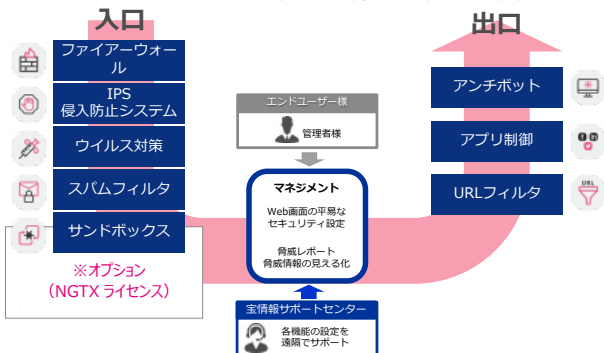 入口
ファイアーウォー
ル
IPS
侵入防止システム
ウイルス対策
スパムフィルタ
サンドボックス
※オプション
（NGTX ライセンス）
エンドユーザー様
管理者様
マネジメント
Web画面の平易な
セキュリティ設定
脅威レポート
脅威情報の見える化
宝情報サポートセンター
各機能の設定を
遠隔でサポート
出口
アンチボット
アプリ制御
URLフィルタ
URL